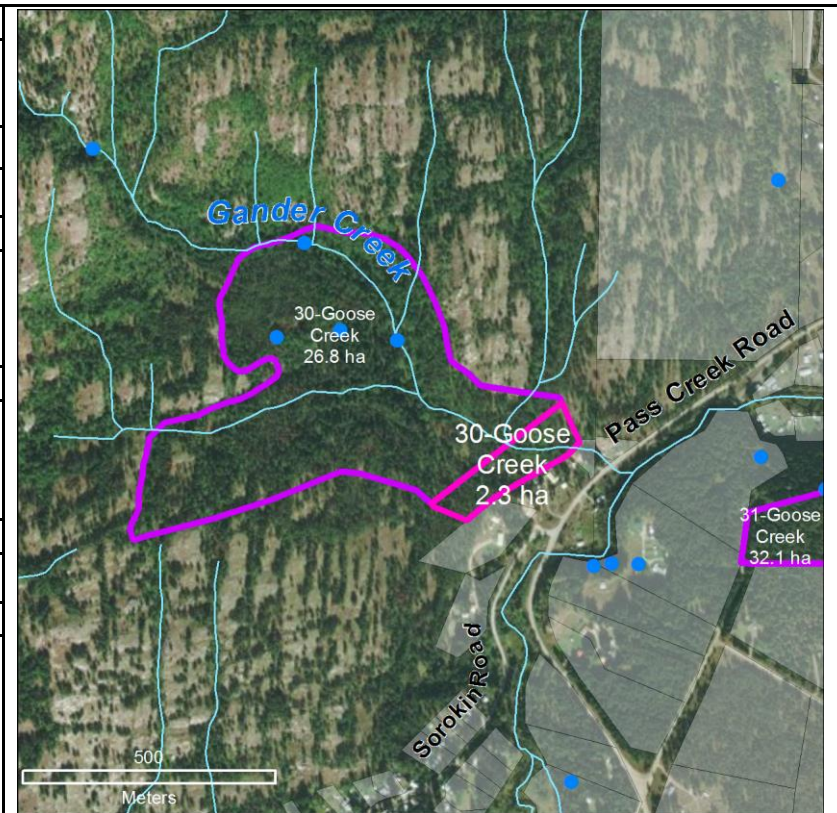 Gander Creek
30-Goose
Creek
26.8 ha
Pass Creek Road
30-Goose
Creek
2.3 ha
31-Goose
Creek
32.1 ha
Sorokin Road
500
Meters